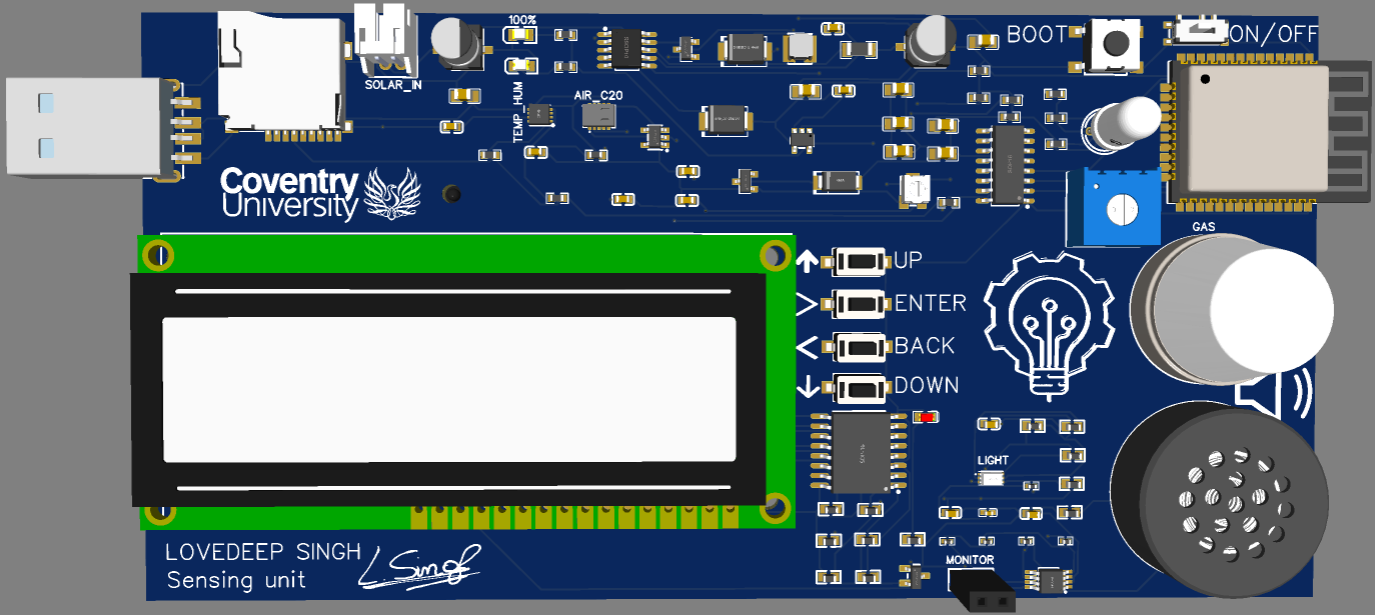 100%
BOOT
ON/OFF
SOLAR_IN
TEMP_HUM
AIR_C20
Coventry
University
GAS
UP
ENTER
BACK
DOWN
LIGHT
MONITOR
LOVEDEEP SINGH
L.Singh
Sensing unit